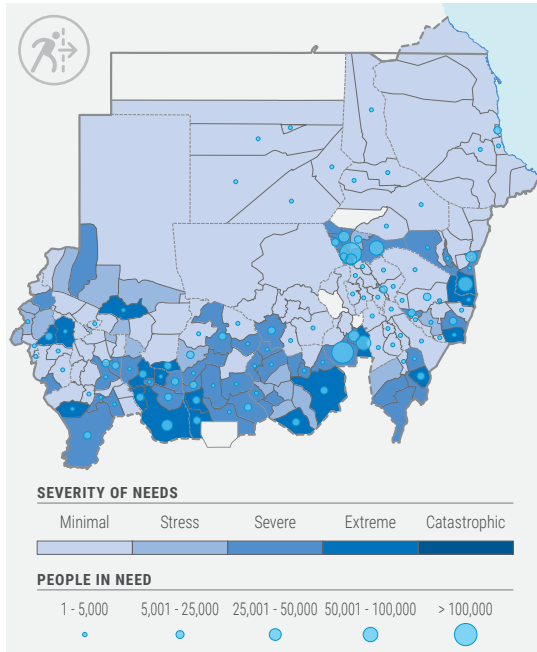 SEVERITY OF NEEDS
Minimal Stress Severe Extreme Catastrophic
PEOPLE IN NEED
1 - 5,000 5,001 - 25,000 25,001 - 50,000 50,001 - 100,000 > 100,000